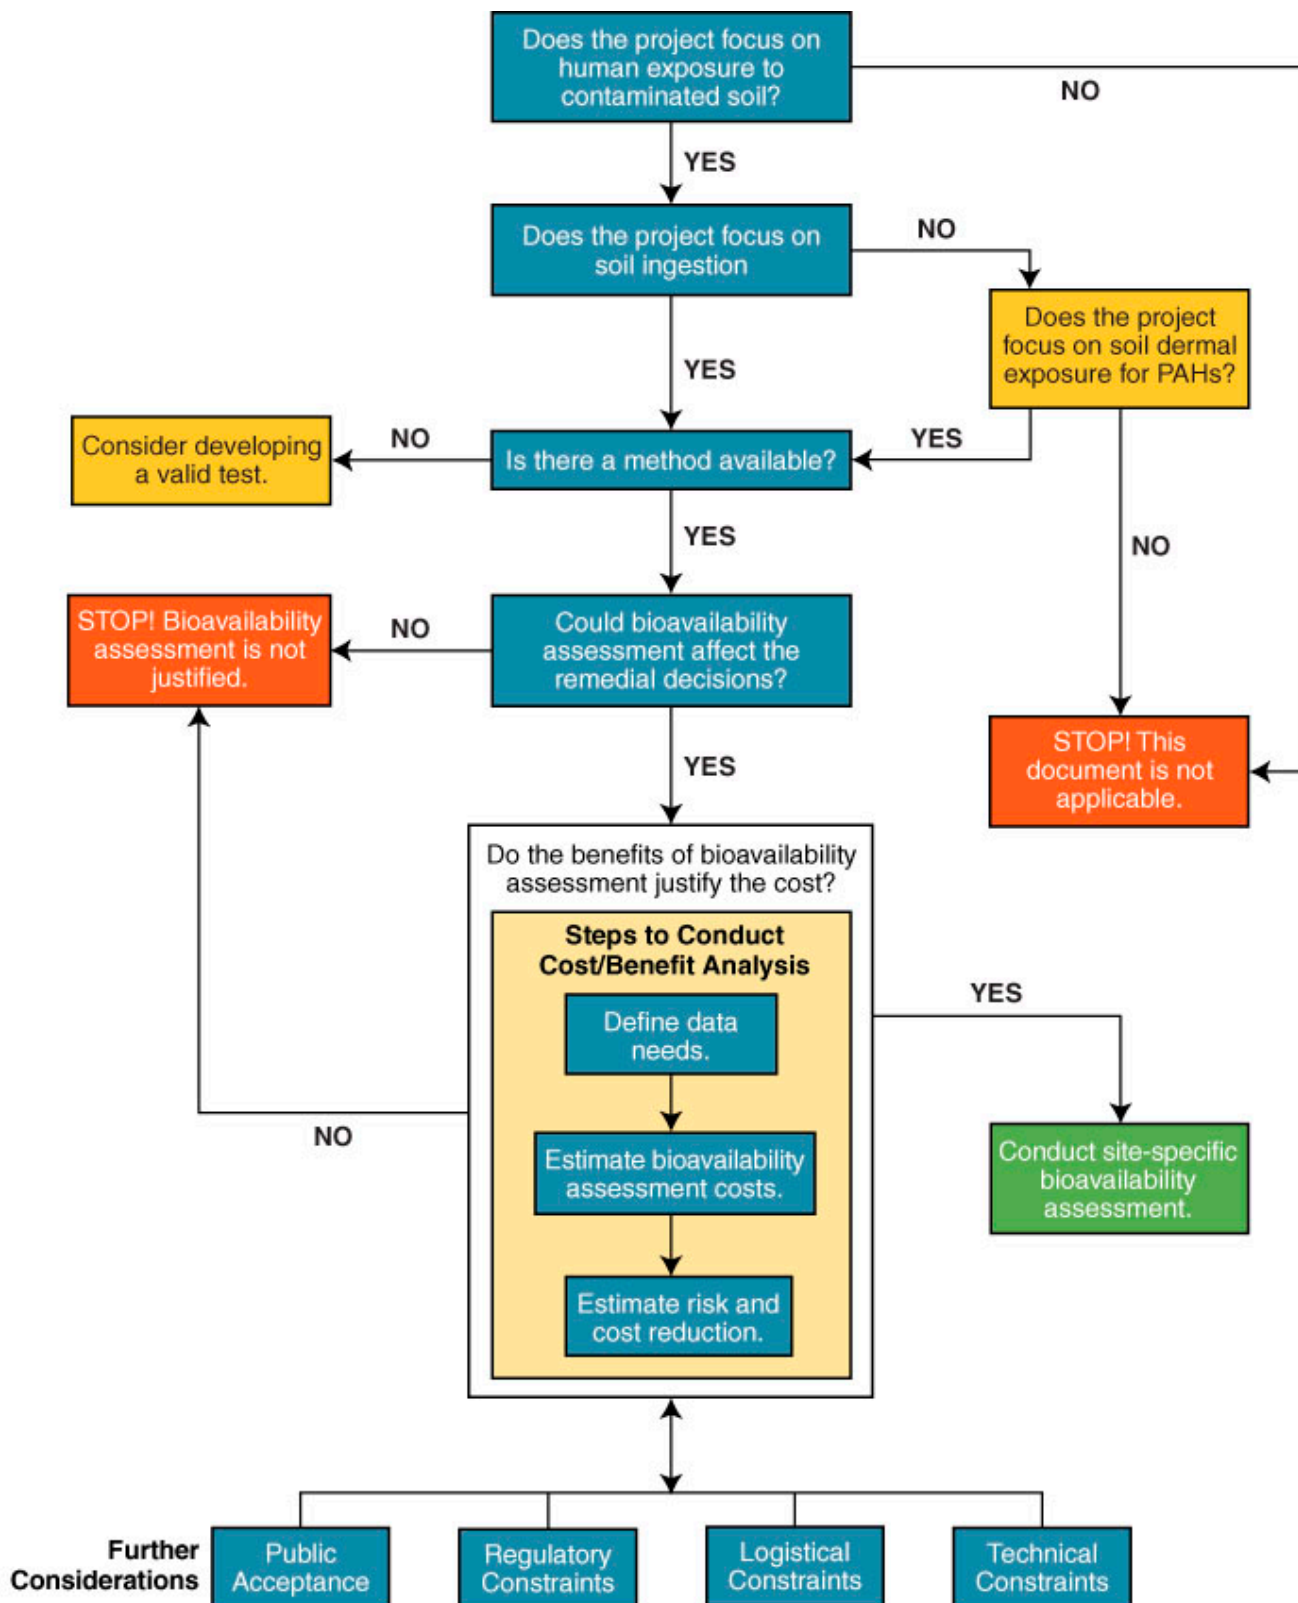 Does the project focus on
human exposure to
contaminated soil?
NO
YES
Does the project focus on
soil ingestion
NO
Does the project
focus on soil dermal
exposure for PAHs?
YES
Consider developing
a valid test.
NO
Is there a method available?
YES
YES
NO
STOP! Bioavailability
assessment is not
justified.
NO
Could bioavailability
assessment affect the
remedial decisions?
STOP! This
document is not
applicable.
YES
Do the benefits of bioavailability
assessment justify the cost?
Steps to Conduct
Cost/Benefit Analysis
Define data
needs.
YES
Estimate bioavailability
assessment costs.
NO
Conduct site-specific
bioavailability
assessment.
Estimate risk and
cost reduction.
Further
Considerations
Public
Acceptance
Regulatory
Constraints
Logistical
Constraints
Technical
Constraints